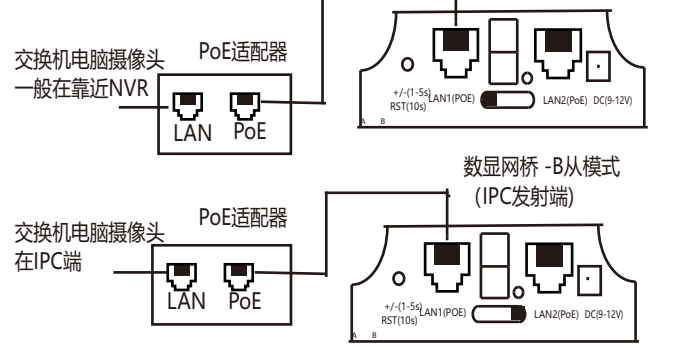 交换机电脑摄像头
一般在靠近NVR
PoE适配器
LAN PoE
+/-(1-5s)
RST(10s)
LAN1(POE)
LAN2(PoE) DC(9-12V)
A B
数显网桥 -B从模式
(IPC发射端)
交换机电脑摄像头
在IPC端
PoE适配器
LAN PoE
+/-(1-5s)
RST(10s)
LAN1(POE)
LAN2(PoE) DC(9-12V)
A B